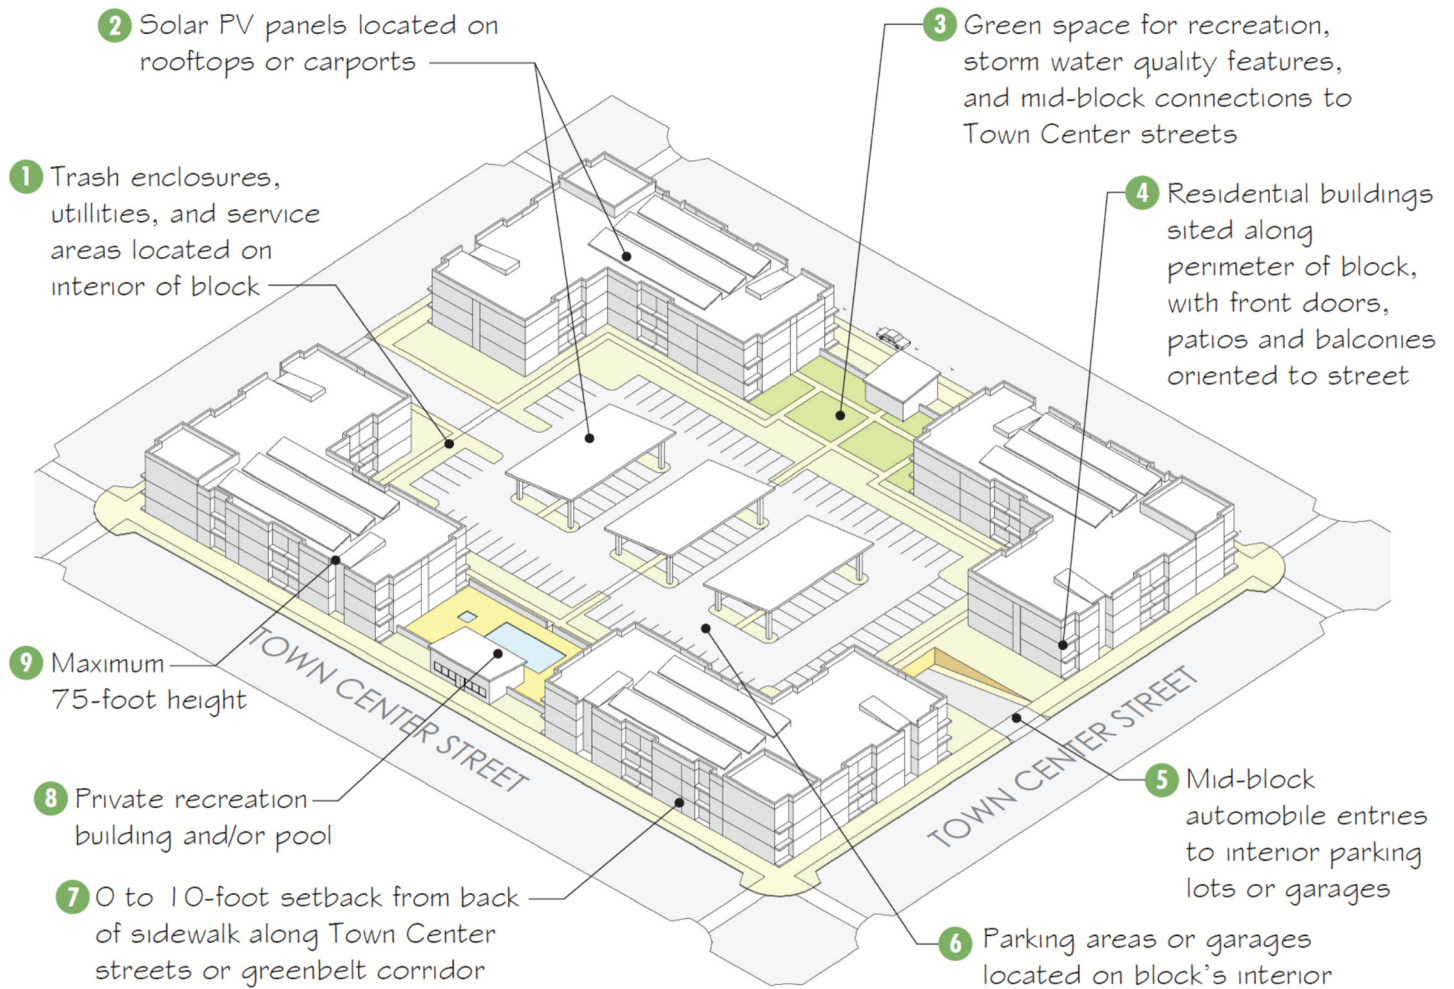 2 Solar PV panels located on
rooftops or carports
3 Green space for recreation,
storm water quality features,
and mid-block connections to
Town Center streets
1 Trash enclosures,
utillities, and service
areas located on
interior of block
4 Residential buildings
sited along
perimeter of block,
with front doors,
patios and balconies
oriented to street
9 Maximum
75-foot height
TOWN CENTER STREET
TOWN CENTER STREET
8 Private recreation
building and/or pool
5 Mid-block
automobile entries
to interior parking
lots or garages
7 0 to 10-foot setback from back
of sidewalk along Town Center
streets or greenbelt corridor
6 Parking areas or garages
located on block's interior